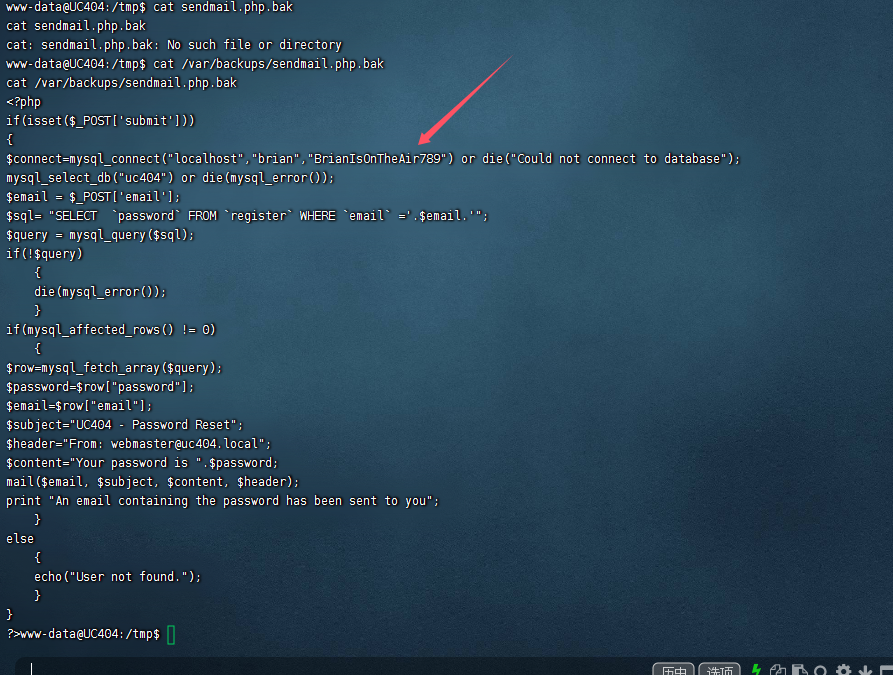 www-data@UC404:/tmp$ cat sendmail.php.bak
cat sendmail.php.bak
cat: sendmail.php.bak: No such file or directory
www-data@UC404:/tmp$ cat /var/backups/sendmail.php.bak
cat /var/backups/sendmail.php.bak
<?php
if(isset($_POST['submit']))
{
$connect=mysql_connect("localhost","brian","BrianIsOnTheAir789") or die("Could not connect to database");
mysql_select_db("uc404") or die(mysql_error());
$email = $_POST['email'];
$sql= "SELECT  `password` FROM `register` WHERE `email` ='.$email.'";
$query = mysql_query($sql);
if(!$query)
    {
    die(mysql_error());
    }
if(mysql_affected_rows() != 0)
    {
$row=mysql_fetch_array($query);
$password=$row["password"];
$email=$row["email"];
$subject="UC404 - Password Reset";
$header="From: webmaster@uc404.local";
$content="Your password is ".$password;
mail($email, $subject, $content, $header);
print "An email containing the password has been sent to you";
    }
else
    {
    echo("User not found.");
    }
}
?>www-data@UC404:/tmp$
历史 选项